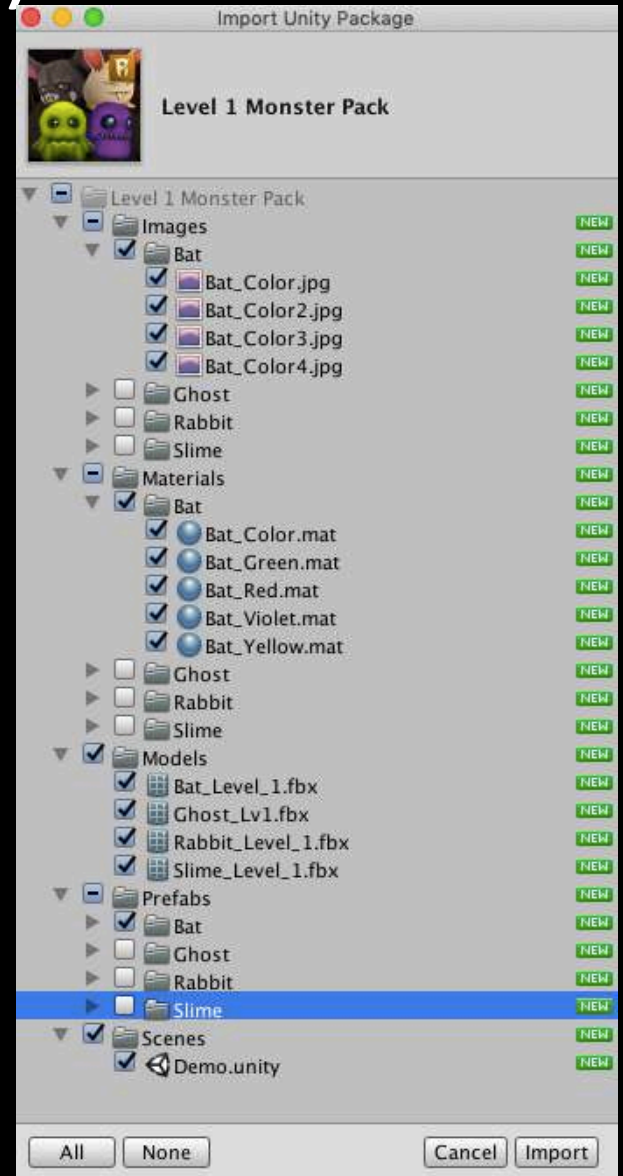 Import Unity Package
Level 1 Monster Pack
Level 1 Monster Pack
Images NEW
Bat NEW
Bat_Color.jpg NEW
Bat_Color2.jpg NEW
Bat_Color3.jpg NEW
Bat_Color4.jpg NEW
Ghost NEW
Rabbit NEW
Slime NEW
Materials NEW
Bat NEW
Bat_Color.mat NEW
Bat_Green.mat NEW
Bat_Red.mat NEW
Bat_Violet.mat NEW
Bat_Yellow.mat NEW
Ghost NEW
Rabbit NEW
Slime NEW
Models NEW
Bat_Level_1.fbx NEW
Ghost_Lv1.fbx NEW
Rabbit_Level_1.fbx NEW
Slime_Level_1.fbx NEW
Prefabs NEW
Bat NEW
Ghost NEW
Rabbit NEW
Slime NEW
Scenes NEW
Demo.unity NEW
All None Cancel Import